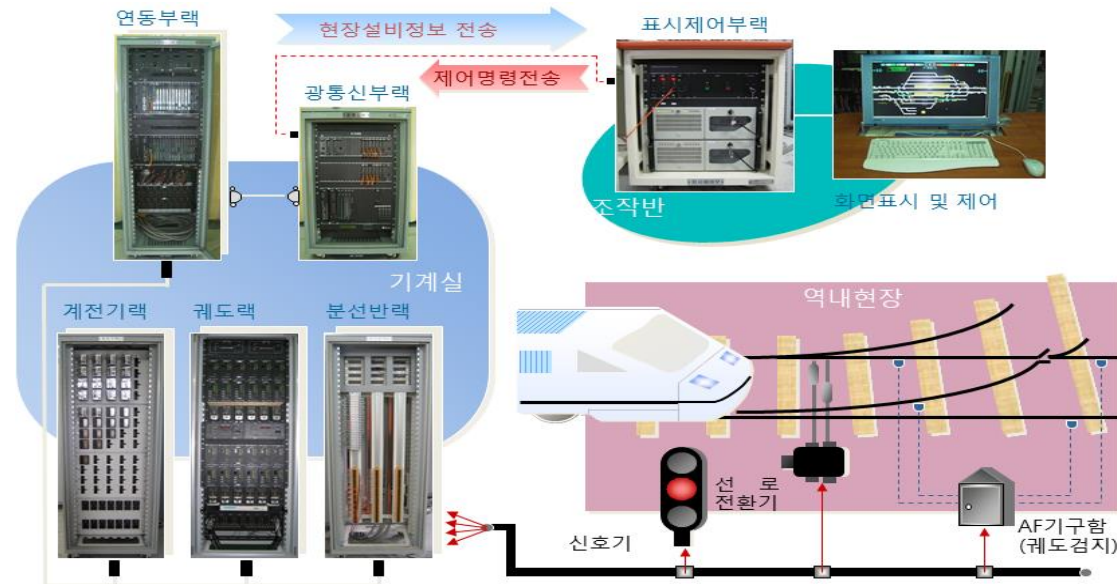 연동부랙
현장설비정보 전송
표시제어부랙
제어명령전송
광통신부랙
조작반
화면표시 및 제어
기계실
계전기랙
궤도랙
분선반랙
역내현장
선 로
전환기
신호기
AF기구함
(궤도검지)